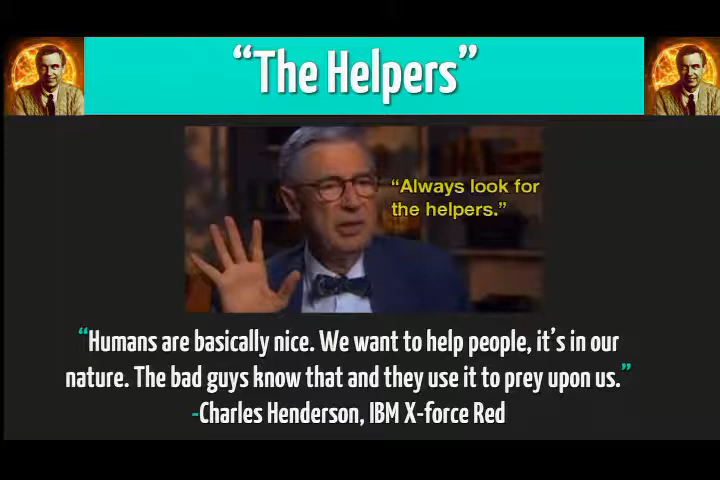 “The Helpers”
“Always look for
the helpers.”
“Humans are basically nice. We want to help people, it’s in our
nature. The bad guys know that and they use it to prey upon us.”
-Charles Henderson, IBM X-force Red